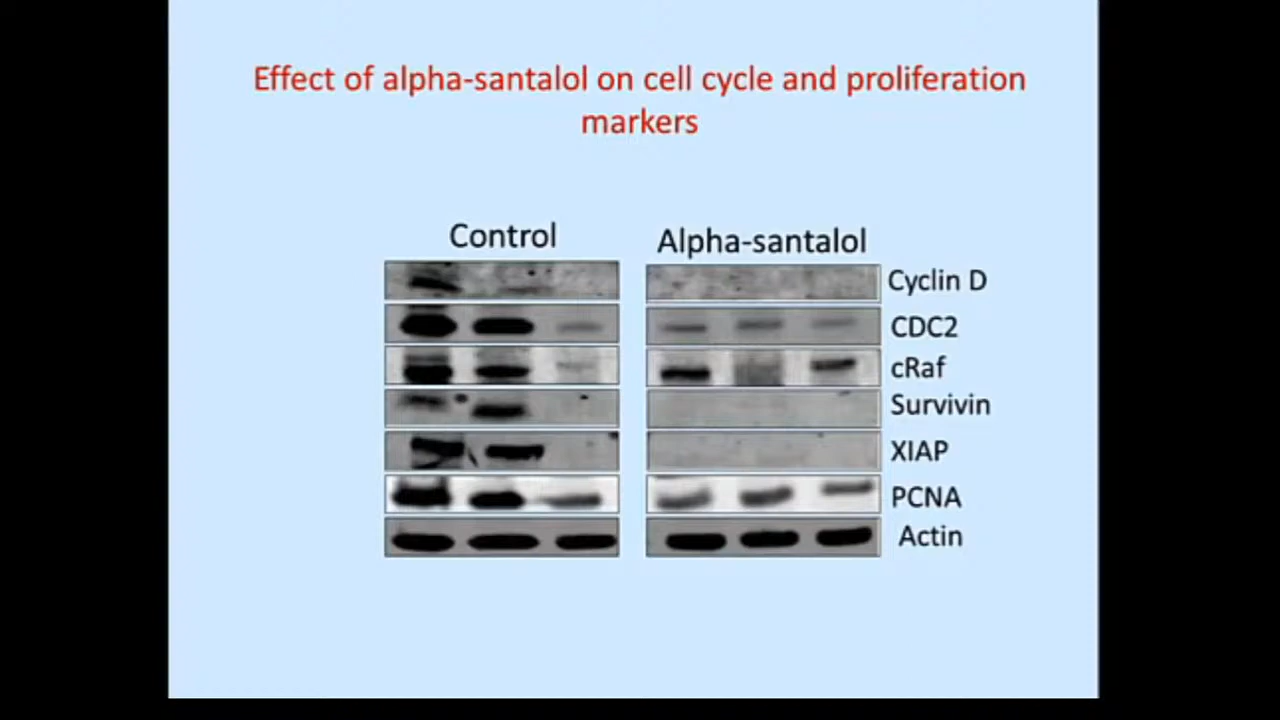 Effect of alpha-santalol on cell cycle and proliferation
markers
Control
Alpha-santalol
Cyclin D
CDC2
cRaf
Survivin
XIAP
PCNA
Actin